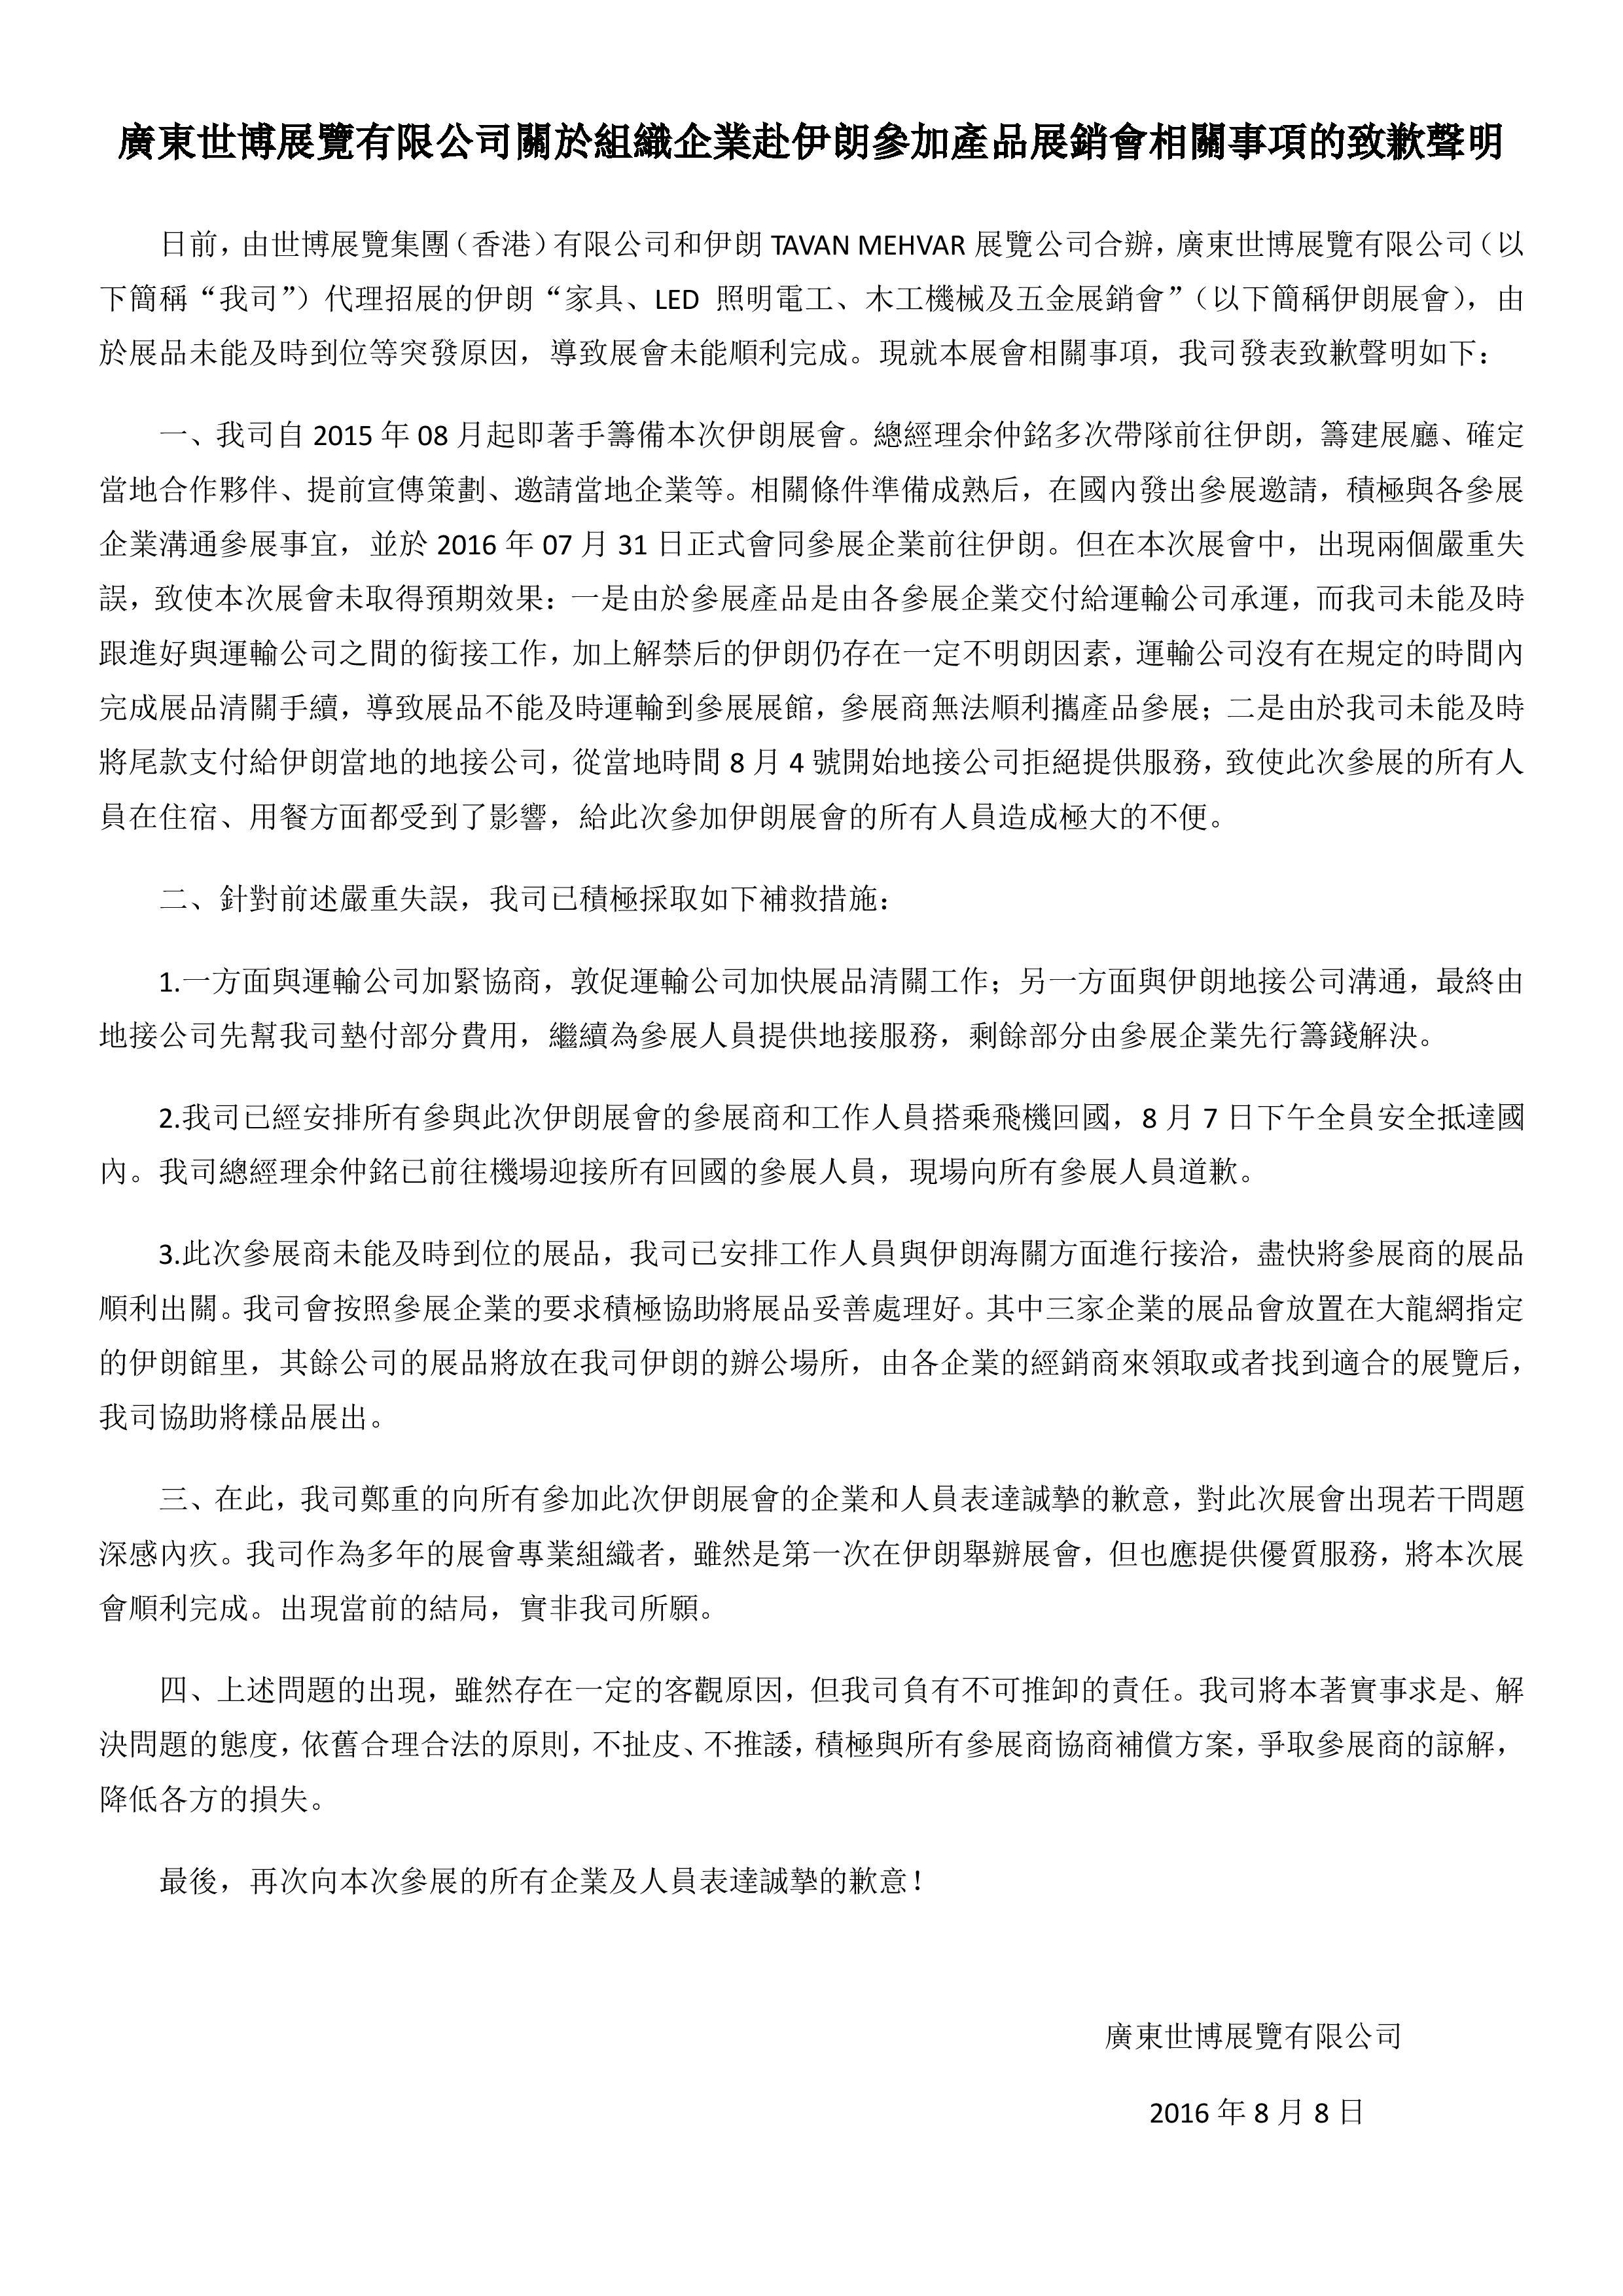 廣東世博展覽有限公司關於組織企業赴伊朗參加產品展銷會相關事項的致歉聲明
日前，由世博展覽集團（香港）有限公司和伊朗 TAVAN MEHVAR 展覽公司合辦，廣東世博展覽有限公司（以
下簡稱“我司”）代理招展的伊朗“家具、LED 照明電工、木工機械及五金展銷會”（以下簡稱伊朗展會），由
於展品未能及時到位等突發原因，導致展會未能順利完成。現就本展會相關事項，我司發表致歉聲明如下：
一、我司自 2015 年 08 月起即著手籌備本次伊朗展會。總經理余仲銘多次帶隊前往伊朗，籌建展廳、確定
當地合作夥伴、提前宣傳策劃、邀請當地企業等。相關條件準備成熟后，在國內發出參展邀請，積極與各參展
企業溝通參展事宜，並於 2016 年 07 月 31 日正式會同參展企業前往伊朗。但在本次展會中，出現兩個嚴重失
誤，致使本次展會未取得預期效果：一是由於參展產品是由各參展企業交付給運輸公司承運，而我司未能及時
跟進好與運輸公司之間的銜接工作，加上解禁后的伊朗仍存在一定不明朗因素，運輸公司沒有在規定的時間內
完成展品清關手續，導致展品不能及時運輸到參展展館，參展商無法順利攜產品參展；二是由於我司未能及時
將尾款支付給伊朗當地的地接公司，從當地時間 8 月 4 號開始地接公司拒絕提供服務，致使此次參展的所有人
員在住宿、用餐方面都受到了影響，給此次參加伊朗展會的所有人員造成極大的不便。
二、針對前述嚴重失誤，我司已積極採取如下補救措施：
1.一方面與運輸公司加緊協商，敦促運輸公司加快展品清關工作；另一方面與伊朗地接公司溝通，最終由
地接公司先幫我司墊付部分費用，繼續為參展人員提供地接服務，剩餘部分由參展企業先行籌錢解決。
2.我司已經安排所有參與此次伊朗展會的參展商和工作人員搭乘飛機回國，8 月 7 日下午全員安全抵達國
內。我司總經理余仲銘已前往機場迎接所有回國的參展人員，現場向所有參展人員道歉。
3.此次參展商未能及時到位的展品，我司已安排工作人員與伊朗海關方面進行接洽，盡快將參展商的展品
順利出關。我司會按照參展企業的要求積極協助將展品妥善處理好。其中三家企業的展品會放置在大龍網指定
的伊朗館里，其餘公司的展品將放在我司伊朗的辦公場所，由各企業的經銷商來領取或者找到適合的展覽后，
我司協助將樣品展出。
三、在此，我司鄭重的向所有參加此次伊朗展會的企業和人員表達誠摯的歉意，對此次展會出現若干問題
深感內疚。我司作為多年的展會專業組織者，雖然是第一次在伊朗舉辦展會，但也應提供優質服務，將本次展
會順利完成。出現當前的結局，實非我司所願。
四、上述問題的出現，雖然存在一定的客觀原因，但我司負有不可推卸的責任。我司將本著實事求是、解
決問題的態度，依舊合理合法的原則，不扯皮、不推諉，積極與所有參展商協商補償方案，爭取參展商的諒解，
降低各方的損失。
最後，再次向本次參展的所有企業及人員表達誠摯的歉意！
廣東世博展覽有限公司
2016 年 8 月 8 日